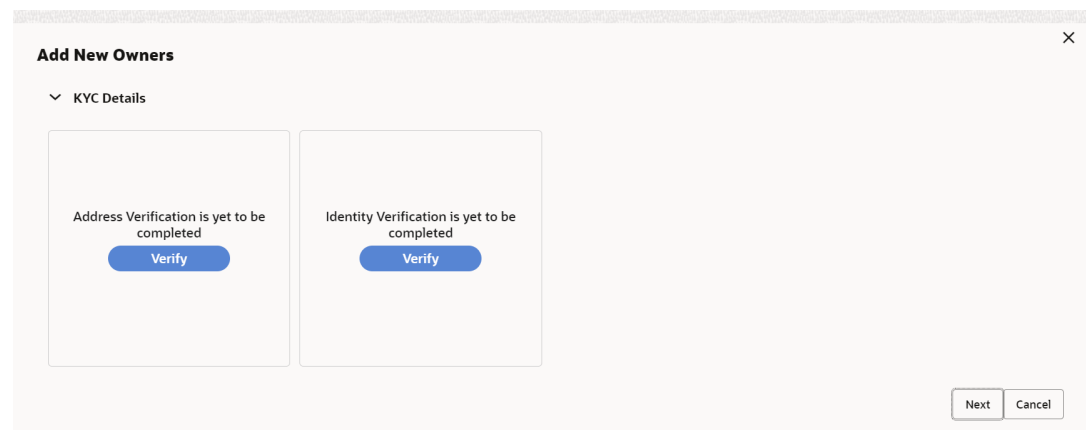 Add New Owners
KYC Details
Address Verification is yet to be
completed
Verify
Identity Verification is yet to be
completed
Verify
Next
Cancel